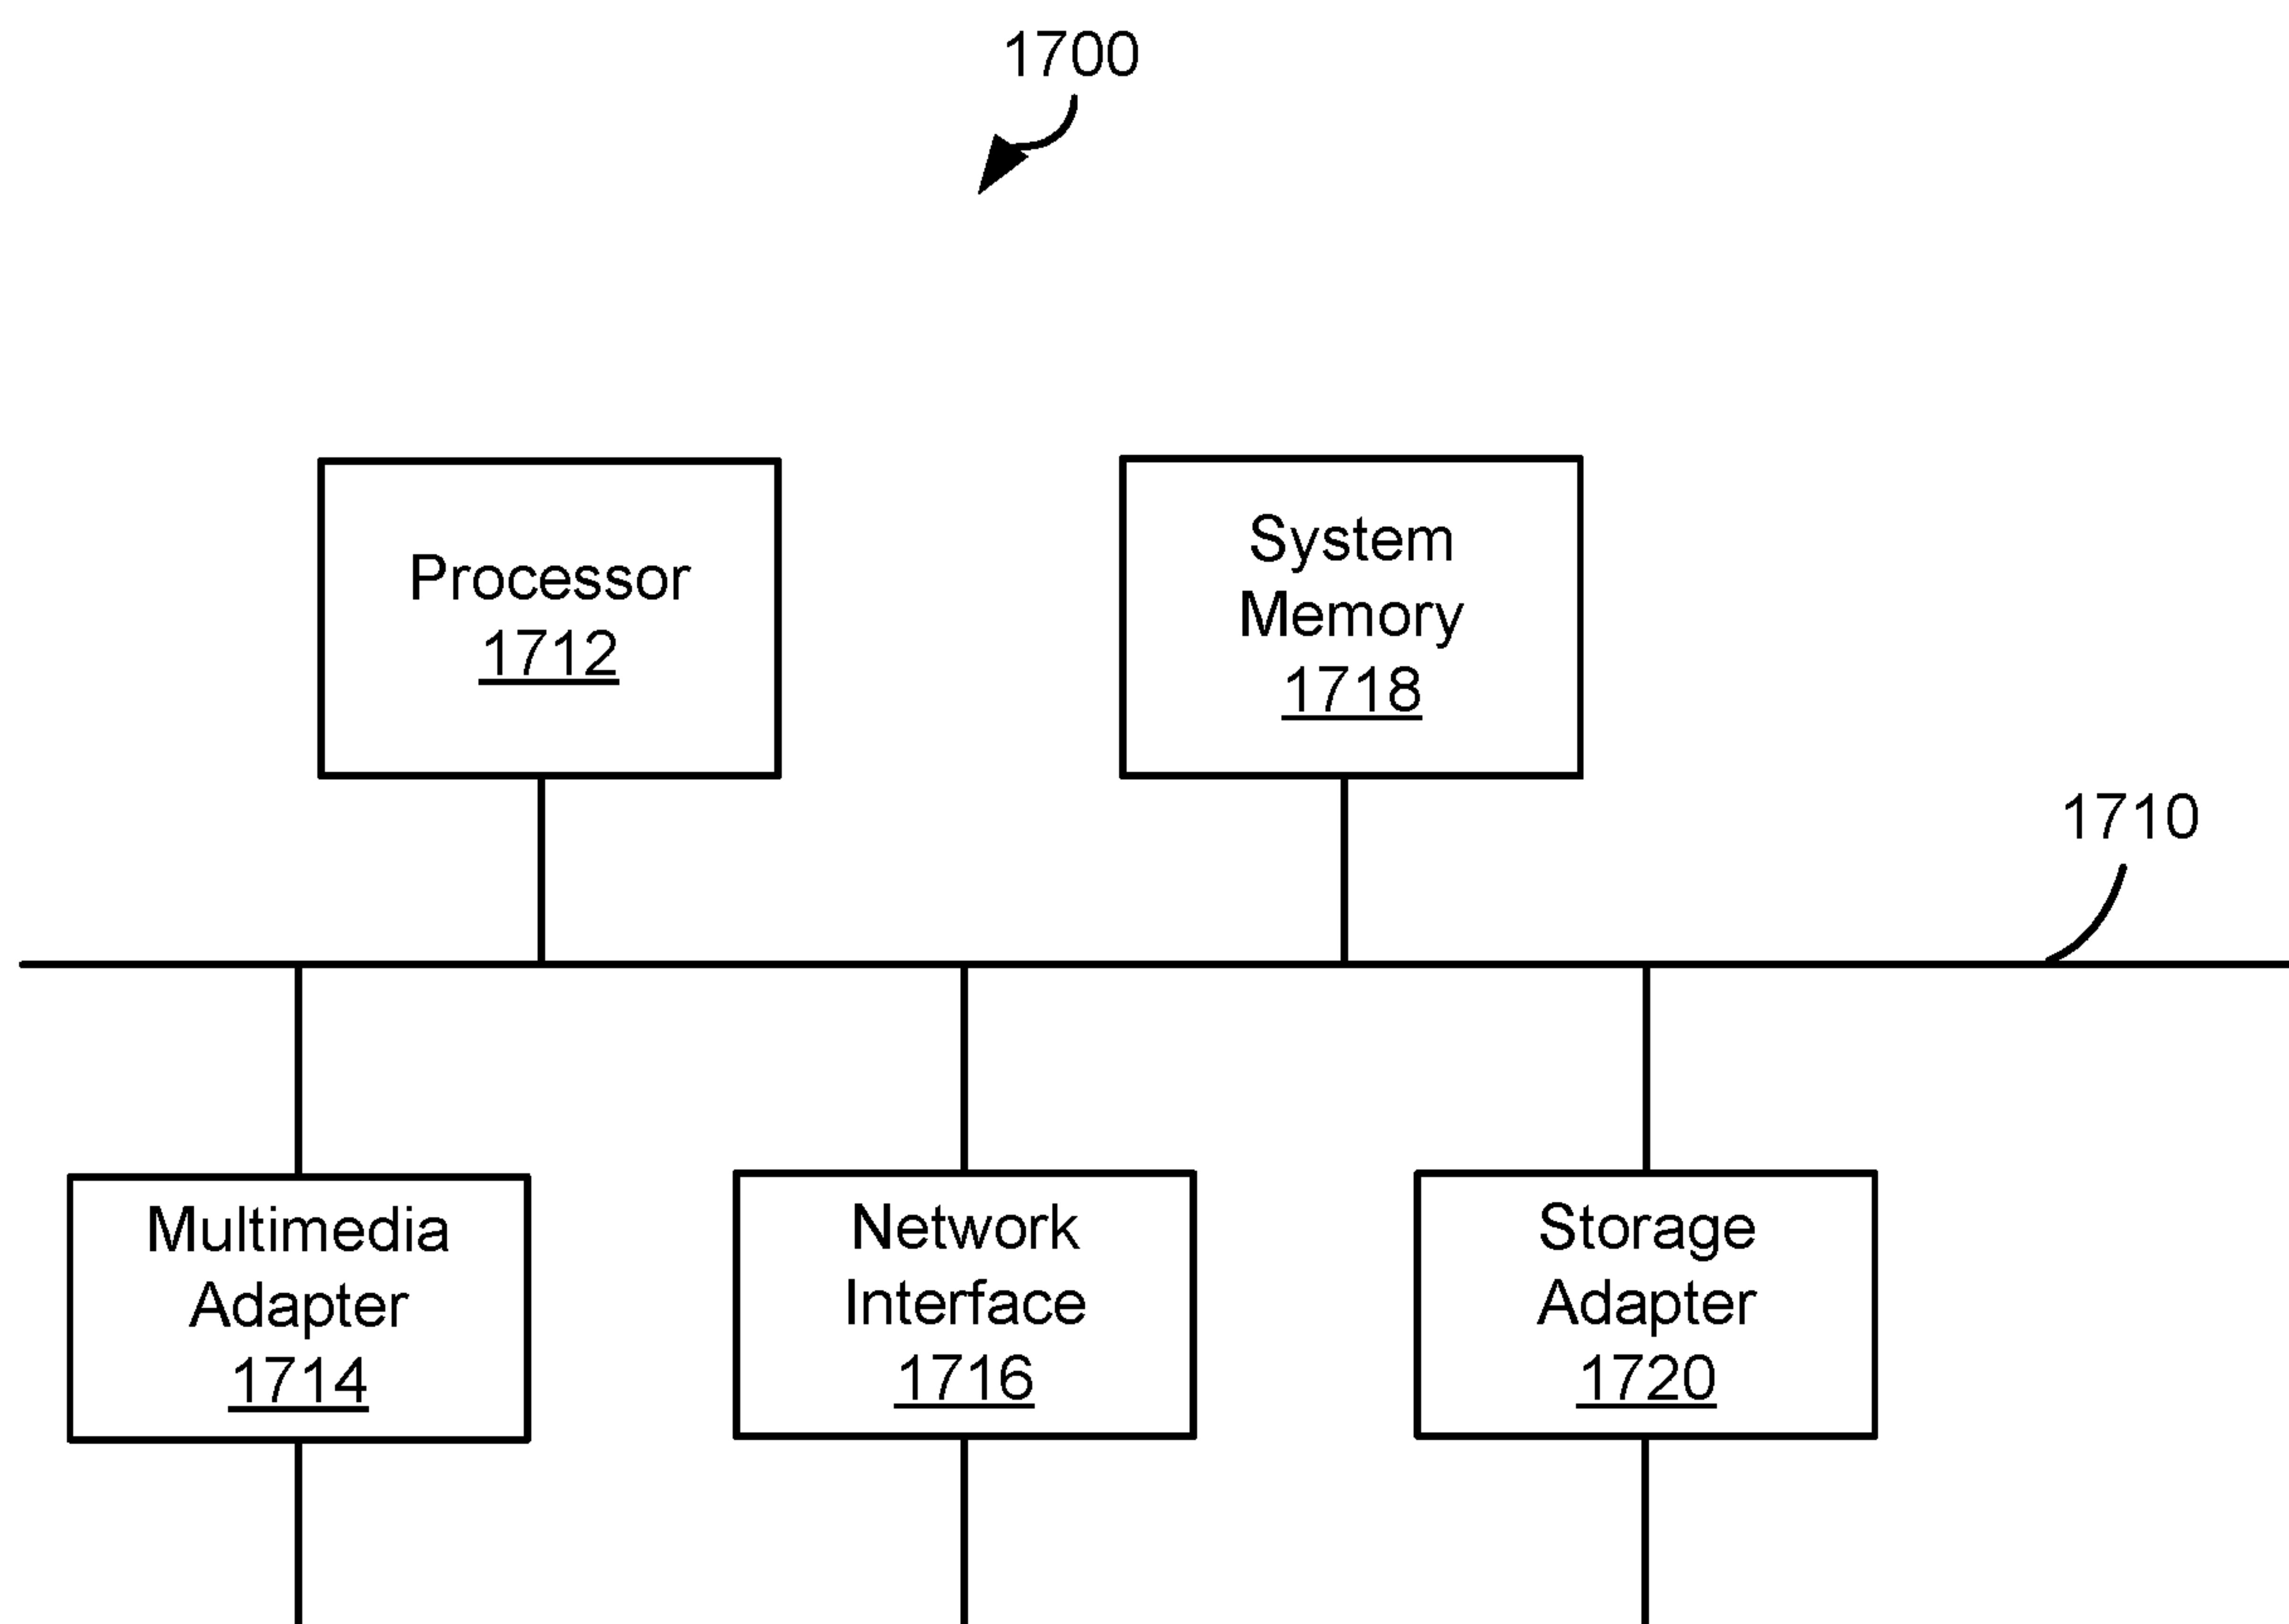 1700
Processor
1712
System
Memory
1718
1710
Multimedia
Adapter
1714
Network
Interface
1716
Storage
Adapter
1720